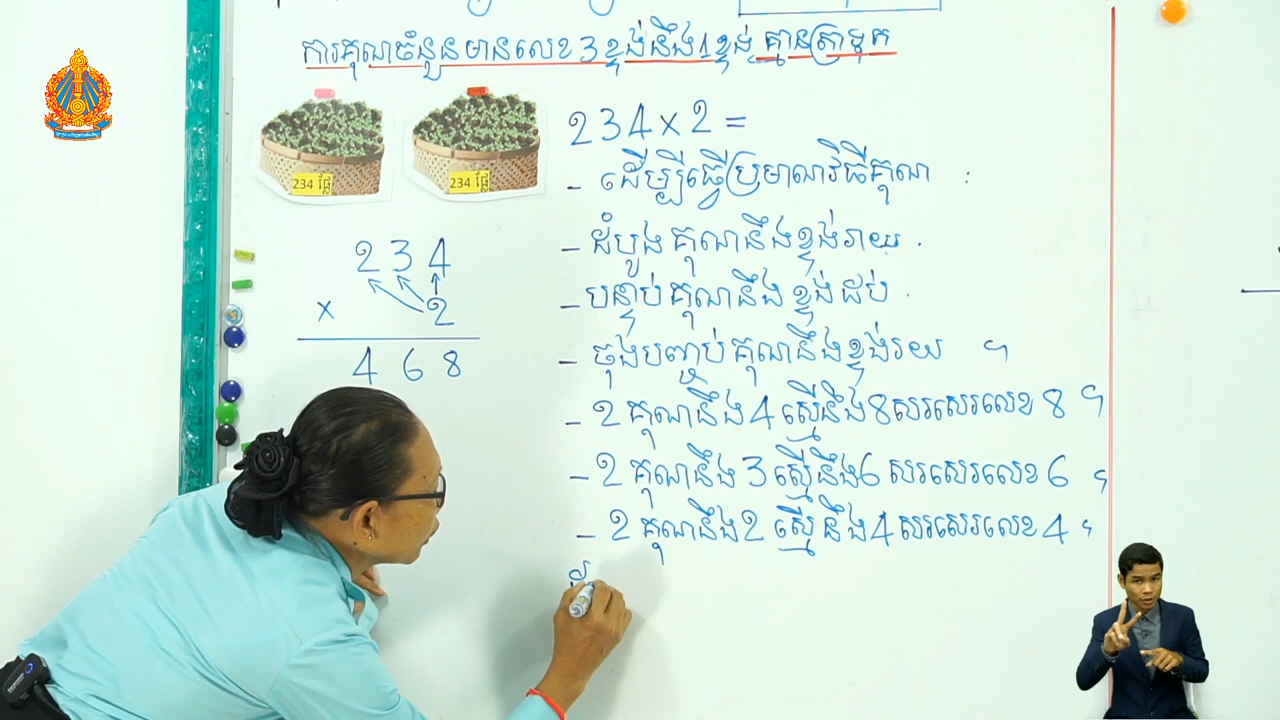 ការគុណចំនួនមានលេខ 3 ខ្ទង់នឹង 1 ខ្ទង់ គ្មានត្រាទុក
234 ផ្លែ
234 ផ្លែ
234 x 2 =
- ដើម្បីធ្វើប្រមាណវិធីគុណ :
- ដំបូងគុណនឹងខ្ទង់រាយ .
- បន្ទាប់គុណនឹងខ្ទង់ដប់ .
- ចុងបញ្ចប់គុណនឹងខ្ទង់រយ ។
- 2 គុណនឹង 4 ស្មើនឹង 8 សរសេរលេខ 8 ។
- 2 គុណនឹង 3 ស្មើនឹង 6 សរសេរលេខ 6 ។
- 2 គុណនឹង 2 ស្មើនឹង 4 សរសេរលេខ 4 ។
2 3 4
x 2
4 6 8